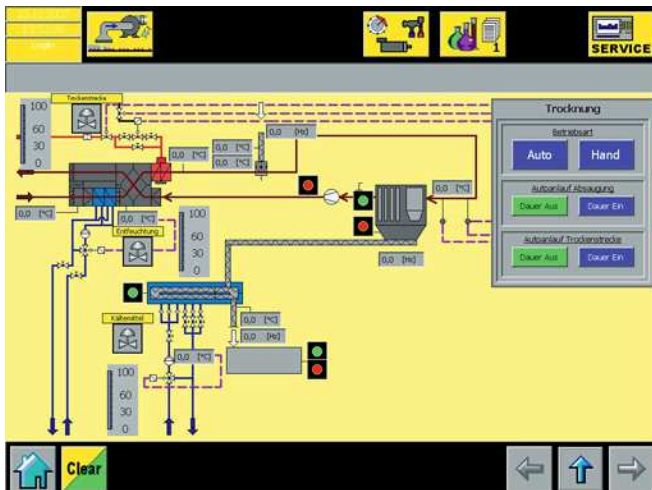 Login
1
SERVICE
Trockenstrecke
100
60
30
0
0,0 [°C]
0,0 [°C]
0,0 [°C]
0,0 [Hz]
0,0 [°C]
0,0 [°C]
Entfeuchtung
100
60
30
0
0,0 [°C]
0,0 [Hz]
Kältemittel
0,0 [°C]
0,0 [Hz]
0,0 [°C]
100
60
30
0
Trocknung
Betriebsart
Auto Hand
Autoanlauf Absaugung
Dauer Aus Dauer Ein
Autoanlauf Trockenstrecke
Dauer Aus Dauer Ein
Clear